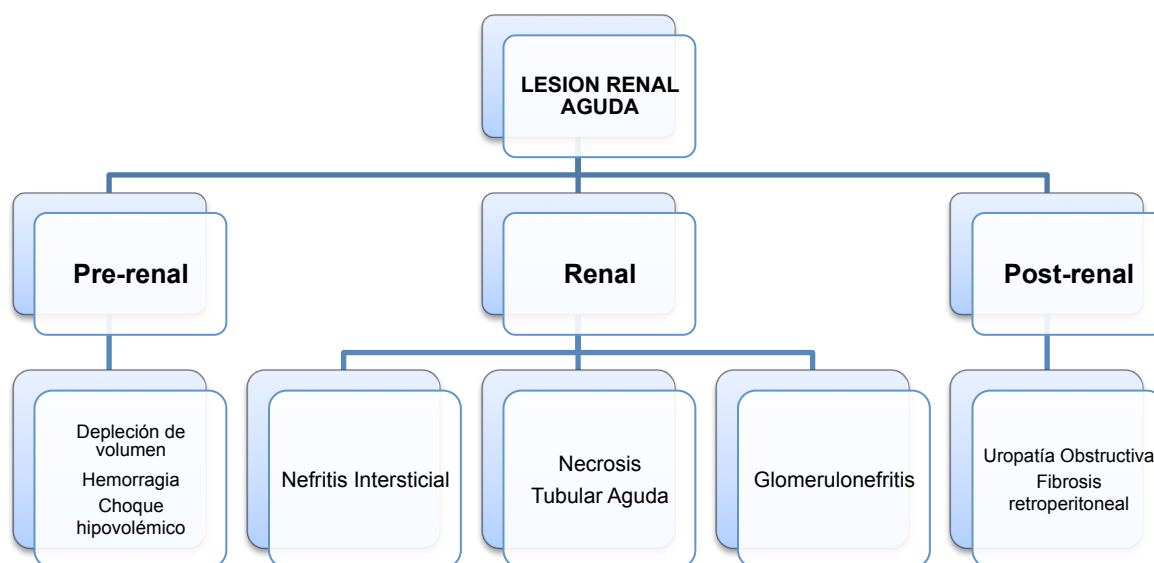 LESION RENAL
AGUDA
Pre-renal
Renal
Post-renal
Depleción de
volumen
Hemorragia
Choque
hipovolémico
Nefritis Intersticial
Necrosis
Tubular Aguda
Glomerulonefritis
Uropatía Obstructiva
Fibrosis
retroperitoneal